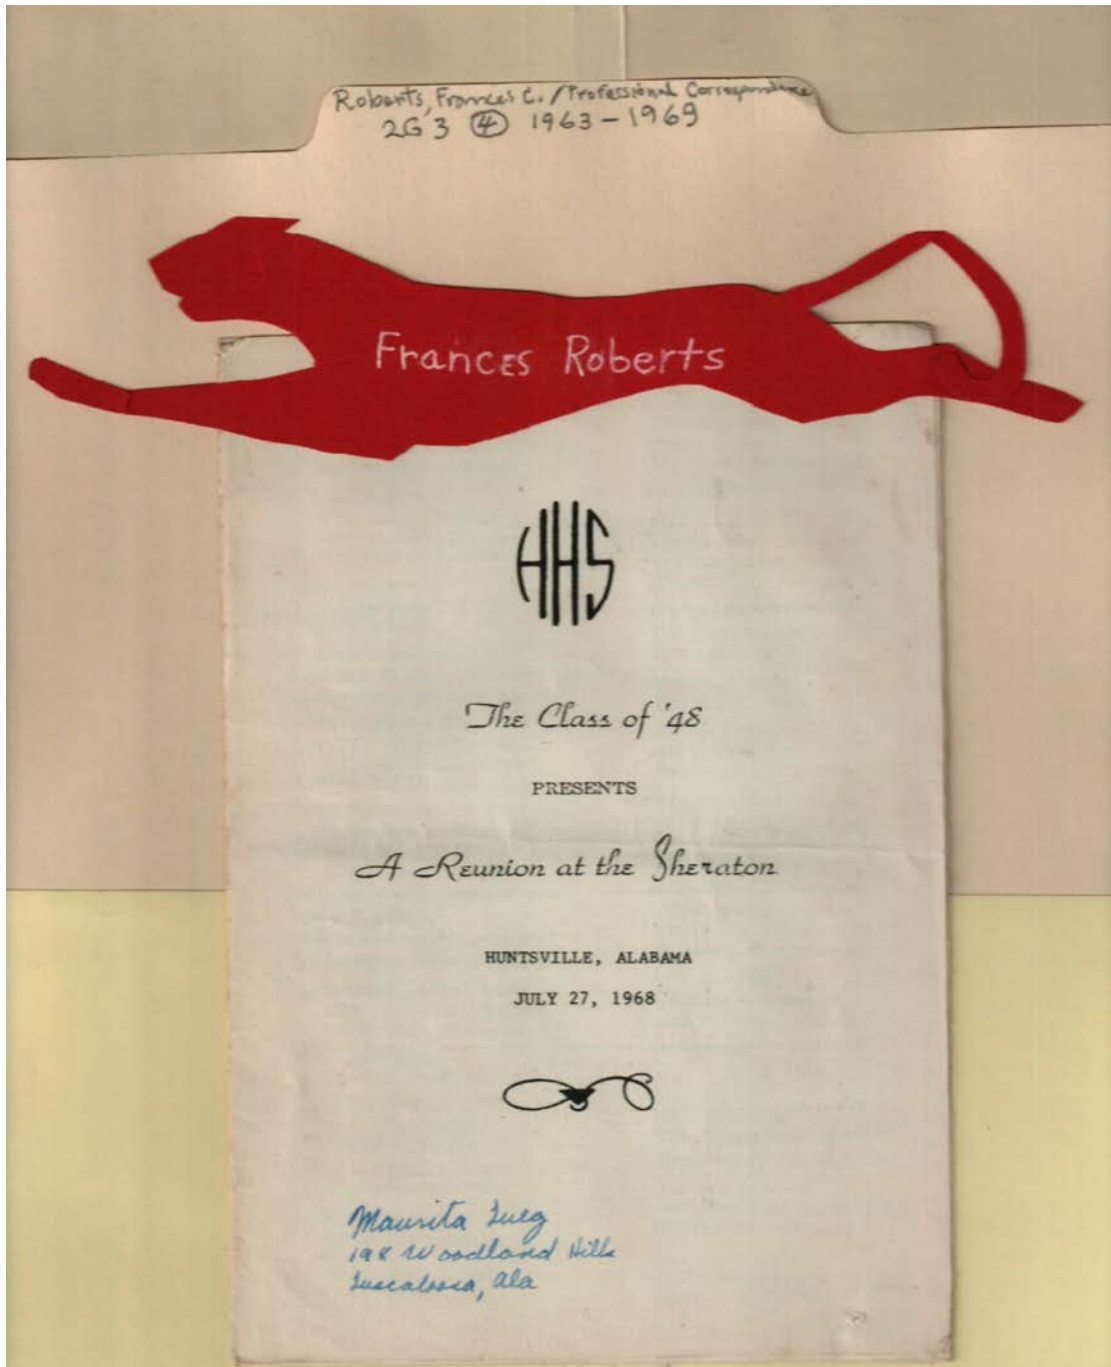 Roberts, Frances C. / Professional Correspondence
2G3 ④ 1963-1969
Frances Roberts
HHS
The Class of '48
PRESENTS
A Reunion at the Sheraton
HUNTSVILLE, ALABAMA
JULY 27, 1968
Maurita
198 Woodland Hills
Tuscaloosa, Ala